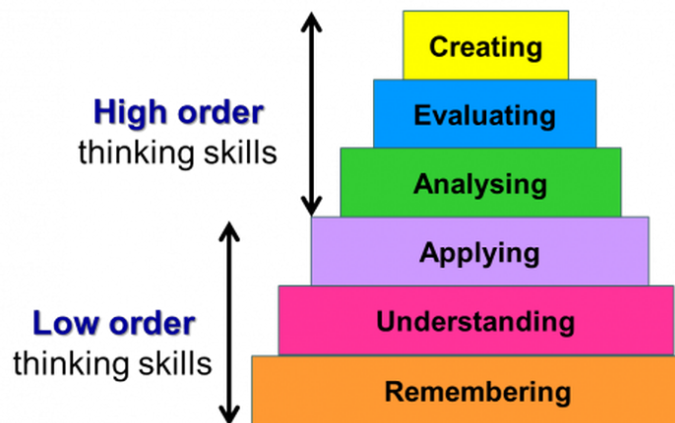 Creating
Evaluating
High order
thinking skills
Analysing
Applying
Low order
thinking skills
Understanding
Remembering